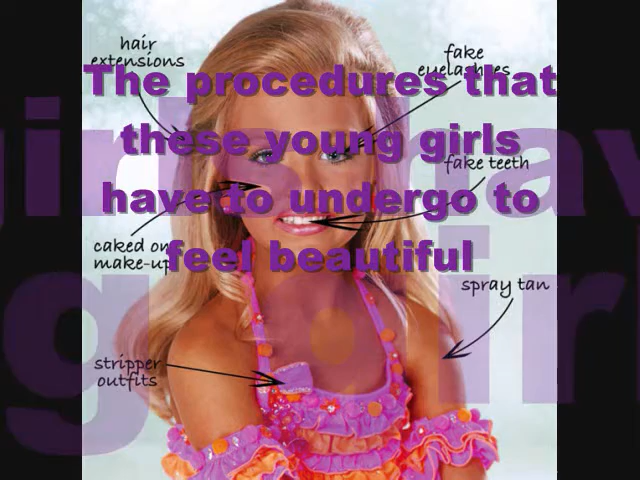 hair
extensions
fake
eyelashes
The procedures that
these young girls
fake teeth
have to undergo to
caked on
make-up
feel beautiful
spray tan
stripper
outfits